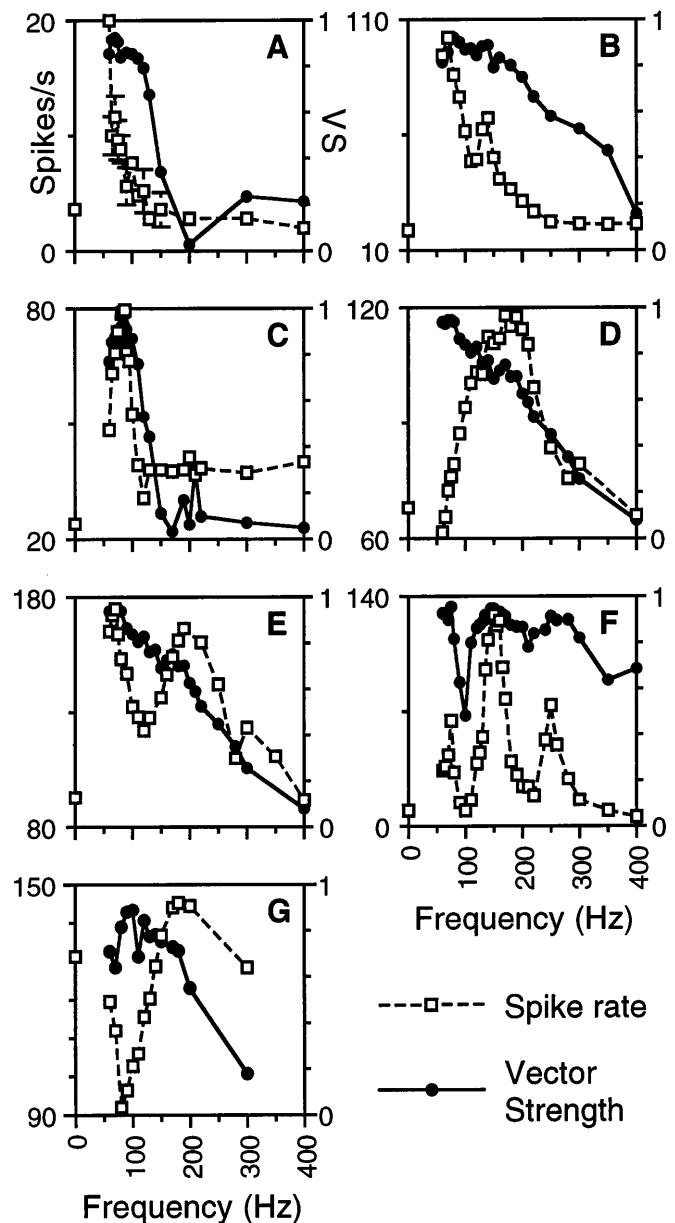 20 A 1 110 B 1
Spikes/s VS
0 0 10 0
80 C 1 120 D 1
20 0 60 0
180 E 1 140 F 1
80 0 0 0
0 100 200 300 400
Frequency (Hz)
150 G 1
90 0
0 100 200 300 400
Frequency (Hz)
Spike rate
Vector
Strength